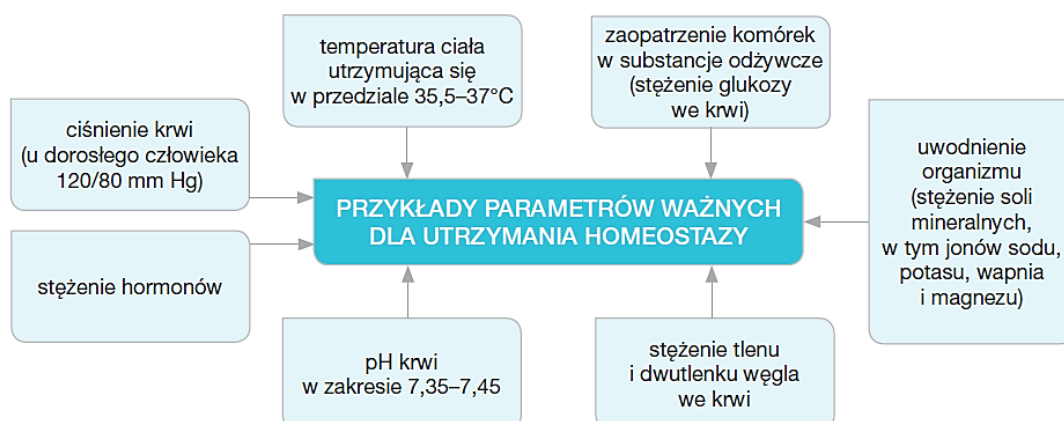 temperatura ciała
utrzymująca się
w przedziale 35,5–37°C
zaopatrzenie komórek
w substancje odżywcze
(stężenie glukozy
we krwi)
ciśnienie krwi
(u dorosłego człowieka
120/80 mm Hg)
uwodnienie
organizmu
(stężenie soli
mineralnych,
w tym jonów sodu,
potasu, wapnia
i magnezu)
PRZYKŁADY PARAMETRÓW WAŻNYCH
DLA UTRZYMANIA HOMEOSTAZY
stężenie hormonów
pH krwi
w zakresie 7,35–7,45
stężenie tlenu
i dwutlenku węgla
we krwi